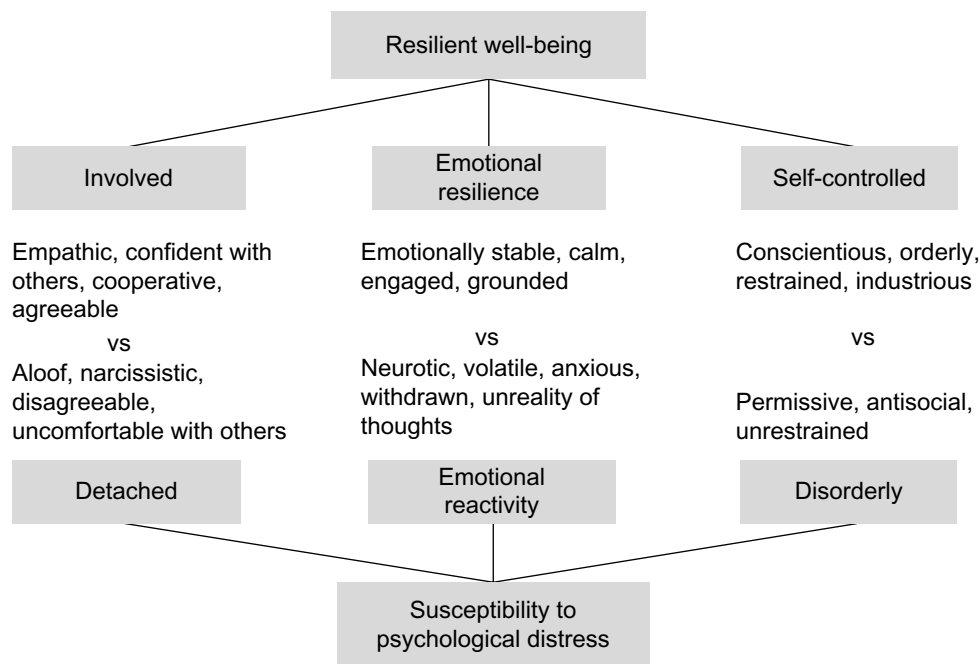 Resilient well-being
Involved
Emotional
resilience
Self-controlled
Empathic, confident with
others, cooperative,
agreeable
vs
Aloof, narcissistic,
disagreeable,
uncomfortable with others
Emotionally stable, calm,
engaged, grounded
vs
Neurotic, volatile, anxious,
withdrawn, unreality of
thoughts
Conscientious, orderly,
restrained, industrious
vs
Permissive, antisocial,
unrestrained
Detached
Emotional
reactivity
Disorderly
Susceptibility to
psychological distress